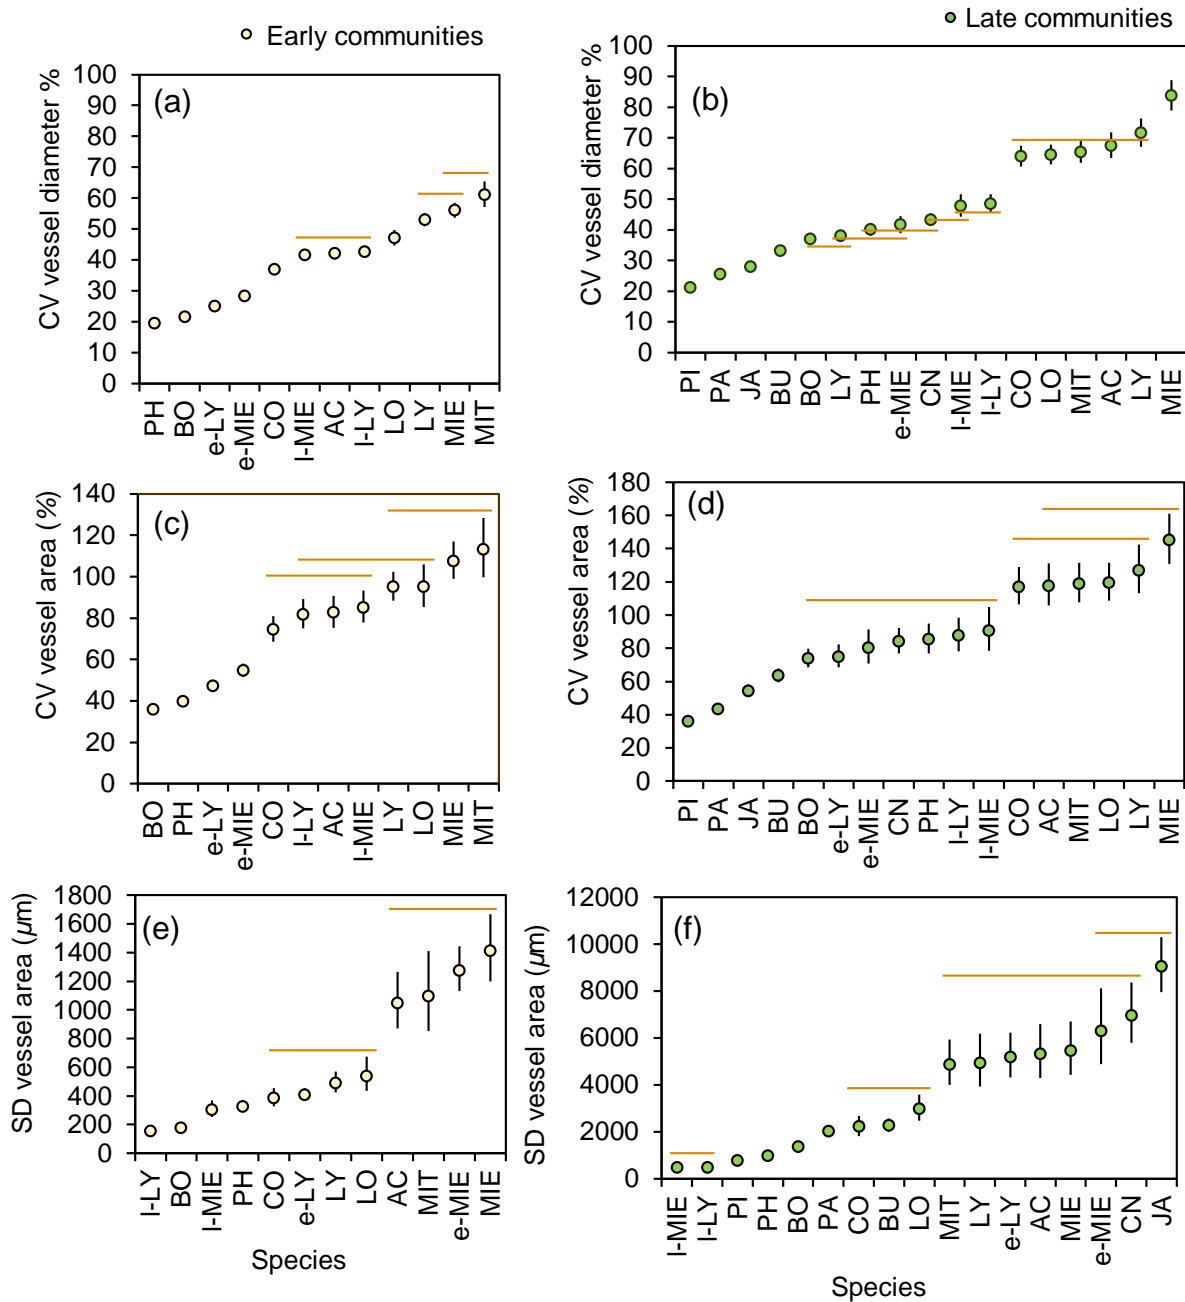 Early communities
Late communities
(a)
CV vessel diameter %
100
90
80
70
60
50
40
30
20
10
0
PH BO e-LY e-MIE CO l-MIE AC l-LY LO LY MIE MIT
(b)
CV vessel diameter %
100
90
80
70
60
50
40
30
20
10
0
PI PA JA BU BO LY PH e-MIE CN l-MIE l-LY CO LO MIT AC LY MIE
(c)
CV vessel area (%)
140
120
100
80
60
40
20
0
BO PH e-LY e-MIE CO l-LY AC l-MIE LY LO MIE MIT
(d)
CV vessel area (%)
180
160
140
120
100
80
60
40
20
0
PI PA JA BU BO e-LY e-MIE CN PH l-LY l-MIE CO AC MIT LO LY MIE
(e)
SD vessel area (µm)
1800
1600
1400
1200
1000
800
600
400
200
0
l-LY BO l-MIE PH CO e-LY LY LO AC MIT e-MIE MIE
Species
(f)
SD vessel area (µm)
12000
10000
8000
6000
4000
2000
0
l-MIE l-LY PI PH BO PA CO BU LO MIT LY e-LY AC MIE e-MIE CN JA
Species